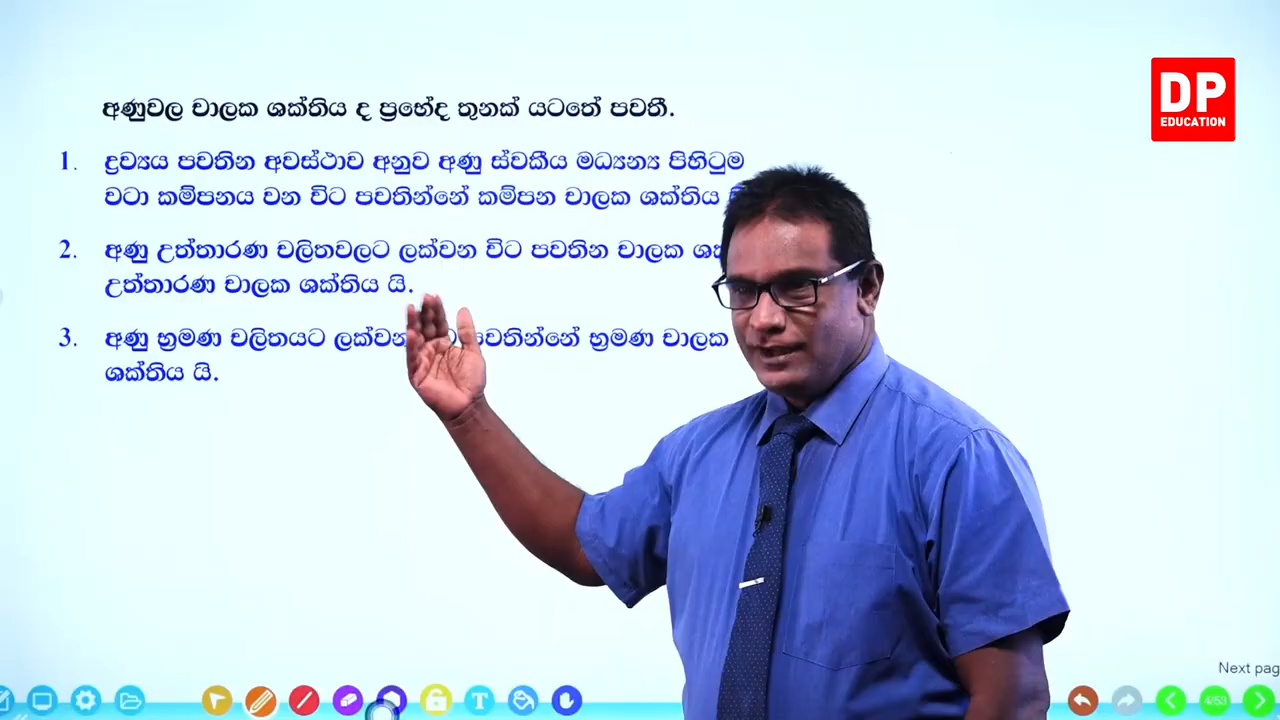 DP
EDUCATION
අණුවල චාලක ශක්තිය ද ප්‍රභේද තුනක් යටතේ පවතී.
1. ද්‍රව්‍යය පවතින අවස්ථාව අනුව අණු ස්වකීය මධ්‍යන්‍ය පිහිටුම
වටා කම්පනය වන විට පවතින්නේ කම්පන චාලක ශක්තිය
2. අණු උත්තාරණ චලිතවලට ලක්වන විට පවතින චාලක
උත්තාරණ චාලක ශක්තිය යි.
3. අණු භ්‍රමණ චලිතයට ලක්වන පවතින්නේ භ්‍රමණ චාලක
ශක්තිය යි.
Next pag
4/53